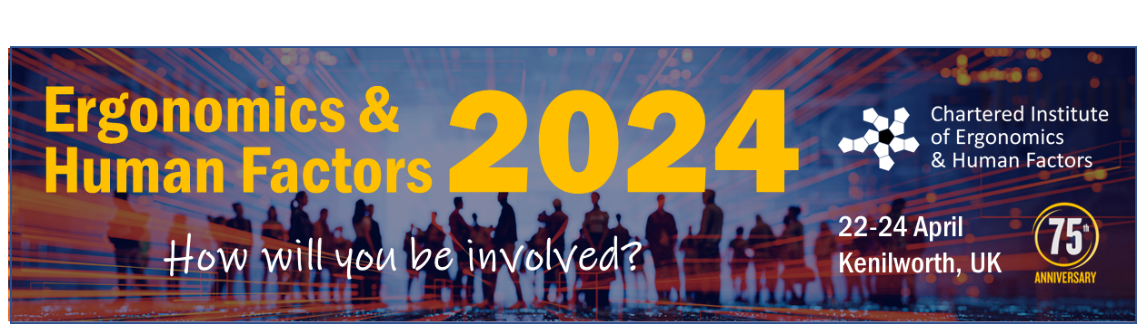 Ergonomics &
Human Factors
2024
How will you be involved?
Chartered Institute
of Ergonomics
& Human Factors
22-24 April
Kenilworth, UK
75th
ANNIVERSARY